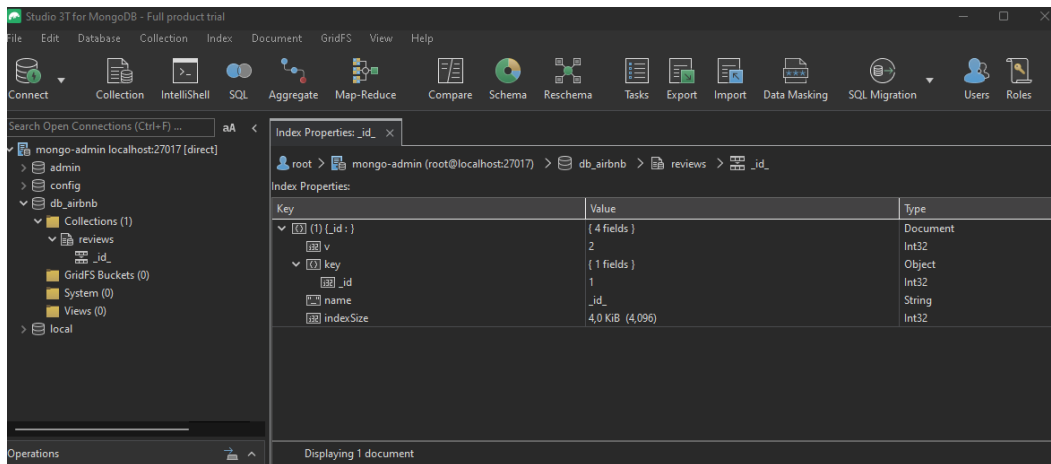 Studio 3T for MongoDB - Full product trial
File Edit Database Collection Index Document GridFS View Help
Connect Collection IntelliShell SQL Aggregate Map-Reduce Compare Schema Reschema Tasks Export Import Data Masking SQL Migration Users Roles
Search Open Connections (Ctrl+F) ... aA
mongo-admin localhost:27017 [direct]
admin
config
db_airbnb
Collections (1)
reviews
_id_
GridFS Buckets (0)
System (0)
Views (0)
local
Operations
Index Properties: _id_
root mongo-admin (root@localhost:27017) db_airbnb reviews _id_
Index Properties:
Key Value Type
(1) {_id : } { 4 fields } Document
v 2 Int32
key { 1 fields } Object
_id 1 Int32
name _id_ String
indexSize 4,0 KiB (4,096) Int32
Displaying 1 document